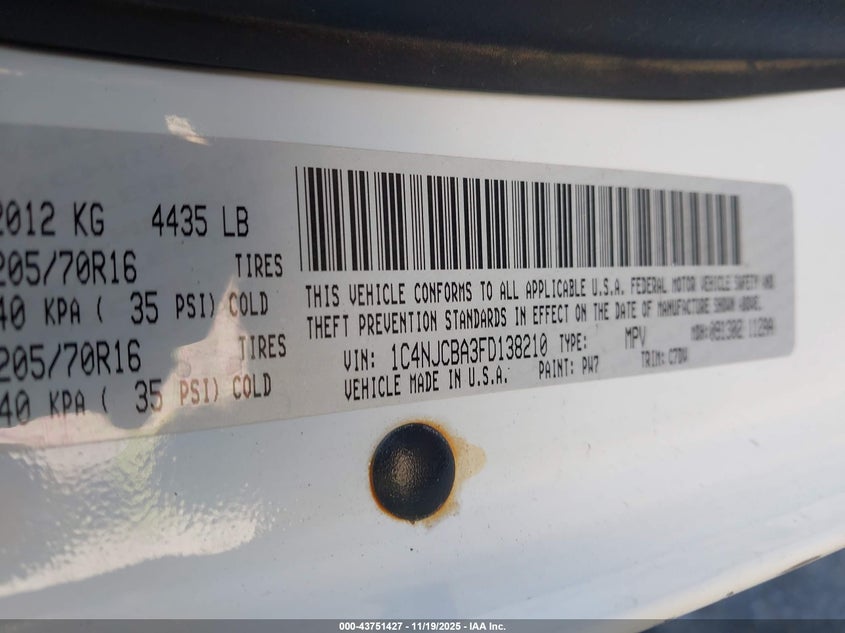 2012 KG 4435 LB
205/70R16 TIRES
40 KPA ( 35 PSI) COLD
205/70R16 TIRES
40 KPA ( 35 PSI) COLD
THIS VEHICLE CONFORMS TO ALL APPLICABLE U.S.A. FEDERAL MOTOR VEHICLE SAFETY AND
THEFT PREVENTION STANDARDS IN EFFECT ON THE DATE OF MANUFACTURE SHOWN ABOVE.
VIN: 1C4NJCBA3FD138210 TYPE: MPV
VEHICLE MADE IN U.S.A. PAINT: PW7 TRIM:
000-43751427 - 11/19/2025 - IAA Inc.